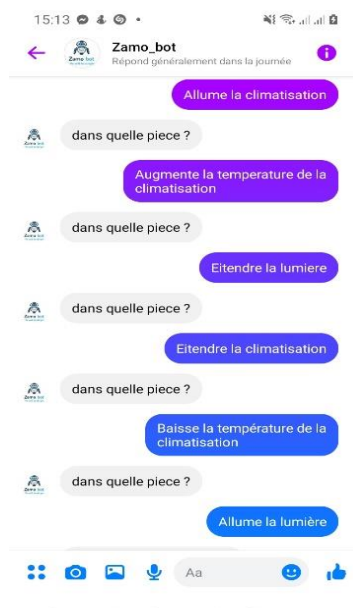 15:13
Zamo_bot
Répond généralement dans la journée
Allume la climatisation
dans quelle piece ?
Augmente la temperature de la
climatisation
dans quelle piece ?
Eitendre la lumiere
dans quelle piece ?
Eitendre la climatisation
dans quelle piece ?
Baisse la température de la
climatisation
dans quelle piece ?
Allume la lumière
Aa